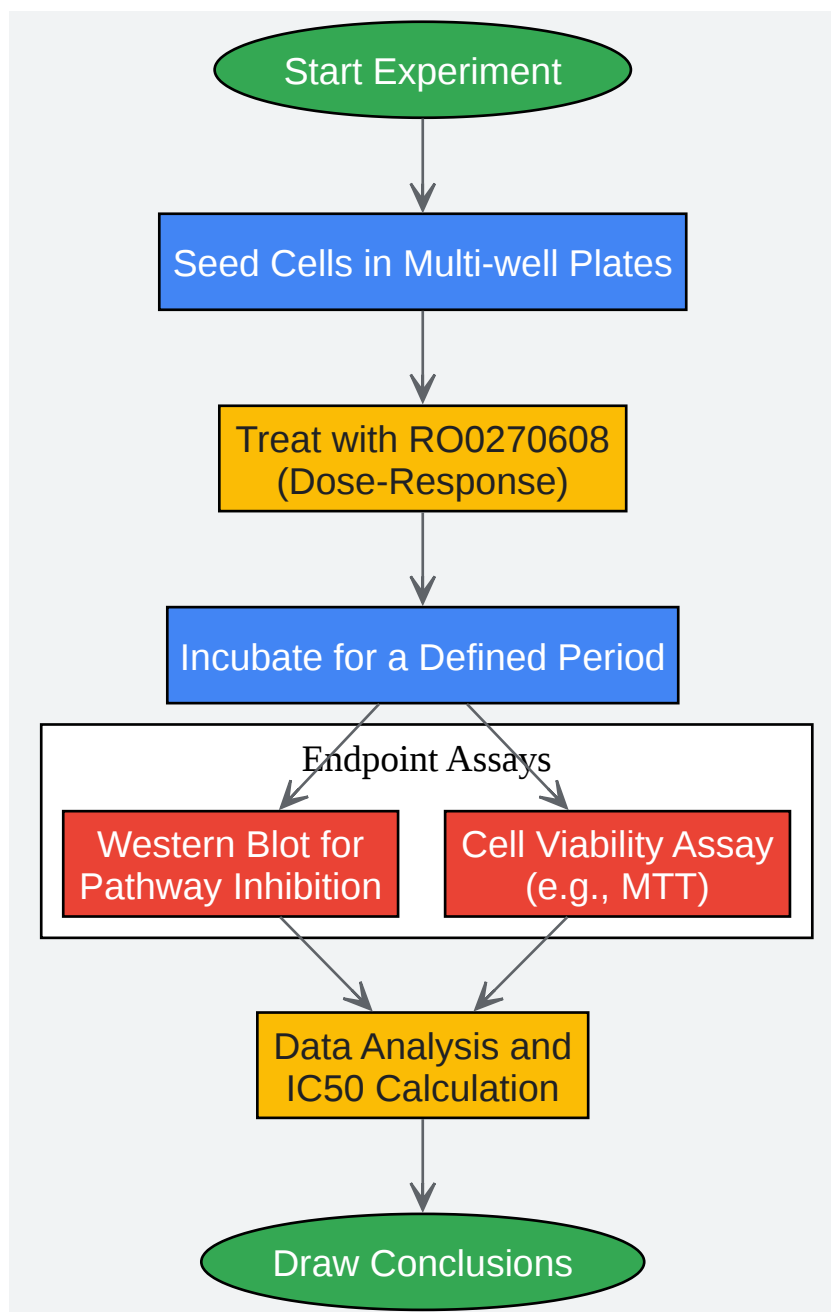 Start Experiment
Seed Cells in Multi-well Plates
Treat with RO0270608
(Dose-Response)
Incubate for a Defined Period
Endpoint Assays
Western Blot for
Pathway Inhibition
Cell Viability Assay
(e.g., MTT)
Data Analysis and
IC50 Calculation
Draw Conclusions